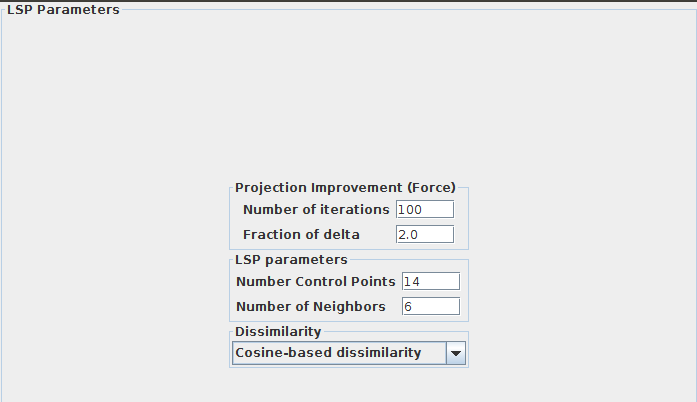 LSP Parameters
Projection Improvement (Force)
Number of iterations 100
Fraction of delta 2.0
LSP parameters
Number Control Points 14
Number of Neighbors 6
Dissimilarity
Cosine-based dissimilarity